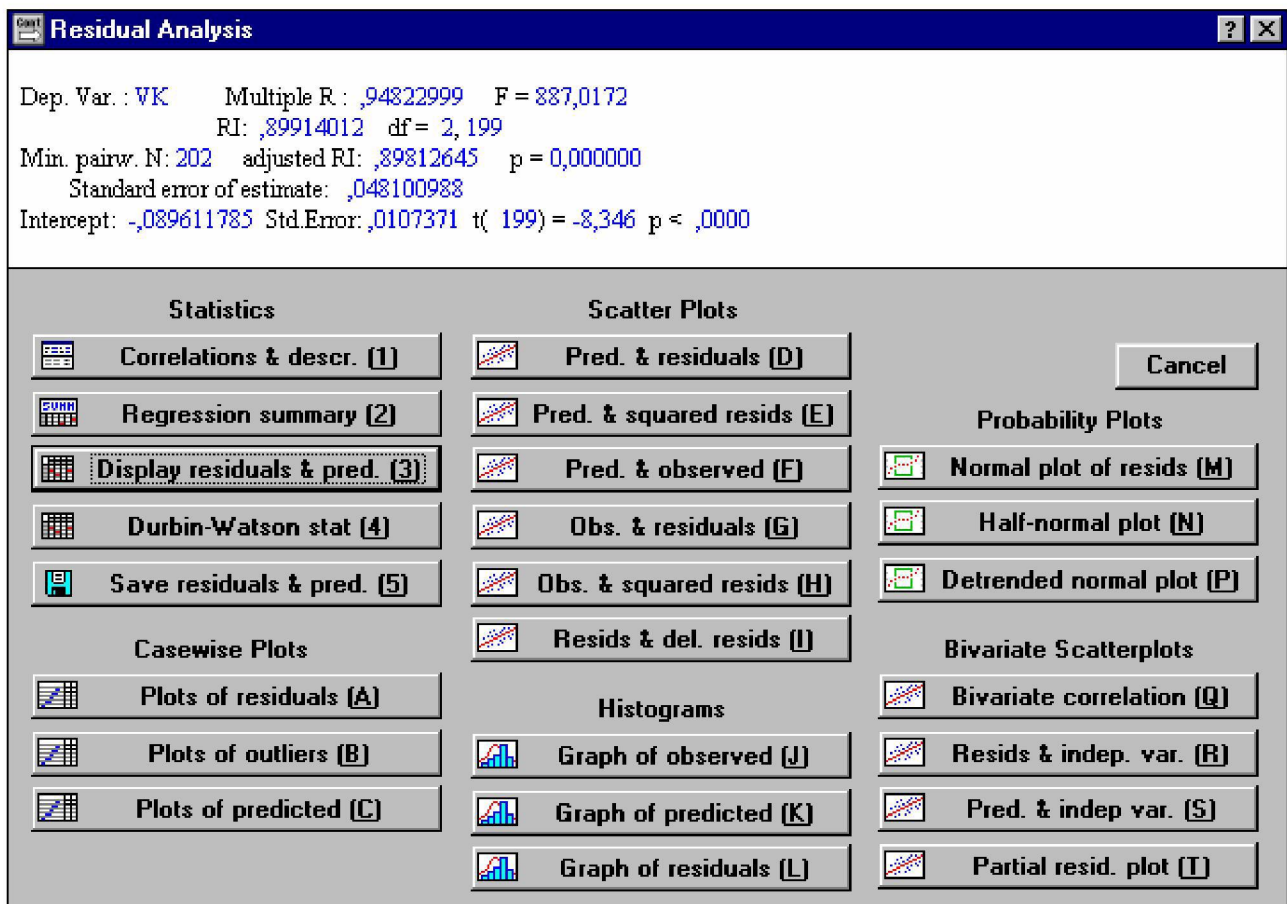 Residual Analysis
Dep. Var. : VK Multiple R : ,94822999 F = 887,0172
RI: ,89914012 df = 2, 199
Min. pairw. N: 202 adjusted RI: ,89812645 p = 0,000000
Standard error of estimate: ,048100988
Intercept: -,089611785 Std.Error: ,0107371 t( 199) = -8,346 p < ,0000
Statistics
Correlations & descr. (1)
Regression summary (2)
Display residuals & pred. (3)
Durbin-Watson stat (4)
Save residuals & pred. (5)
Casewise Plots
Plots of residuals (A)
Plots of outliers (B)
Plots of predicted (C)
Scatter Plots
Pred. & residuals (D)
Pred. & squared resids (E)
Pred. & observed (F)
Obs. & residuals (G)
Obs. & squared resids (H)
Resids & del. resids (I)
Histograms
Graph of observed (J)
Graph of predicted (K)
Graph of residuals (L)
Cancel
Probability Plots
Normal plot of resids (M)
Half-normal plot (N)
Detrended normal plot (P)
Bivariate Scatterplots
Bivariate correlation (Q)
Resids & indep. var. (R)
Pred. & indep var. (S)
Partial resid. plot (T)